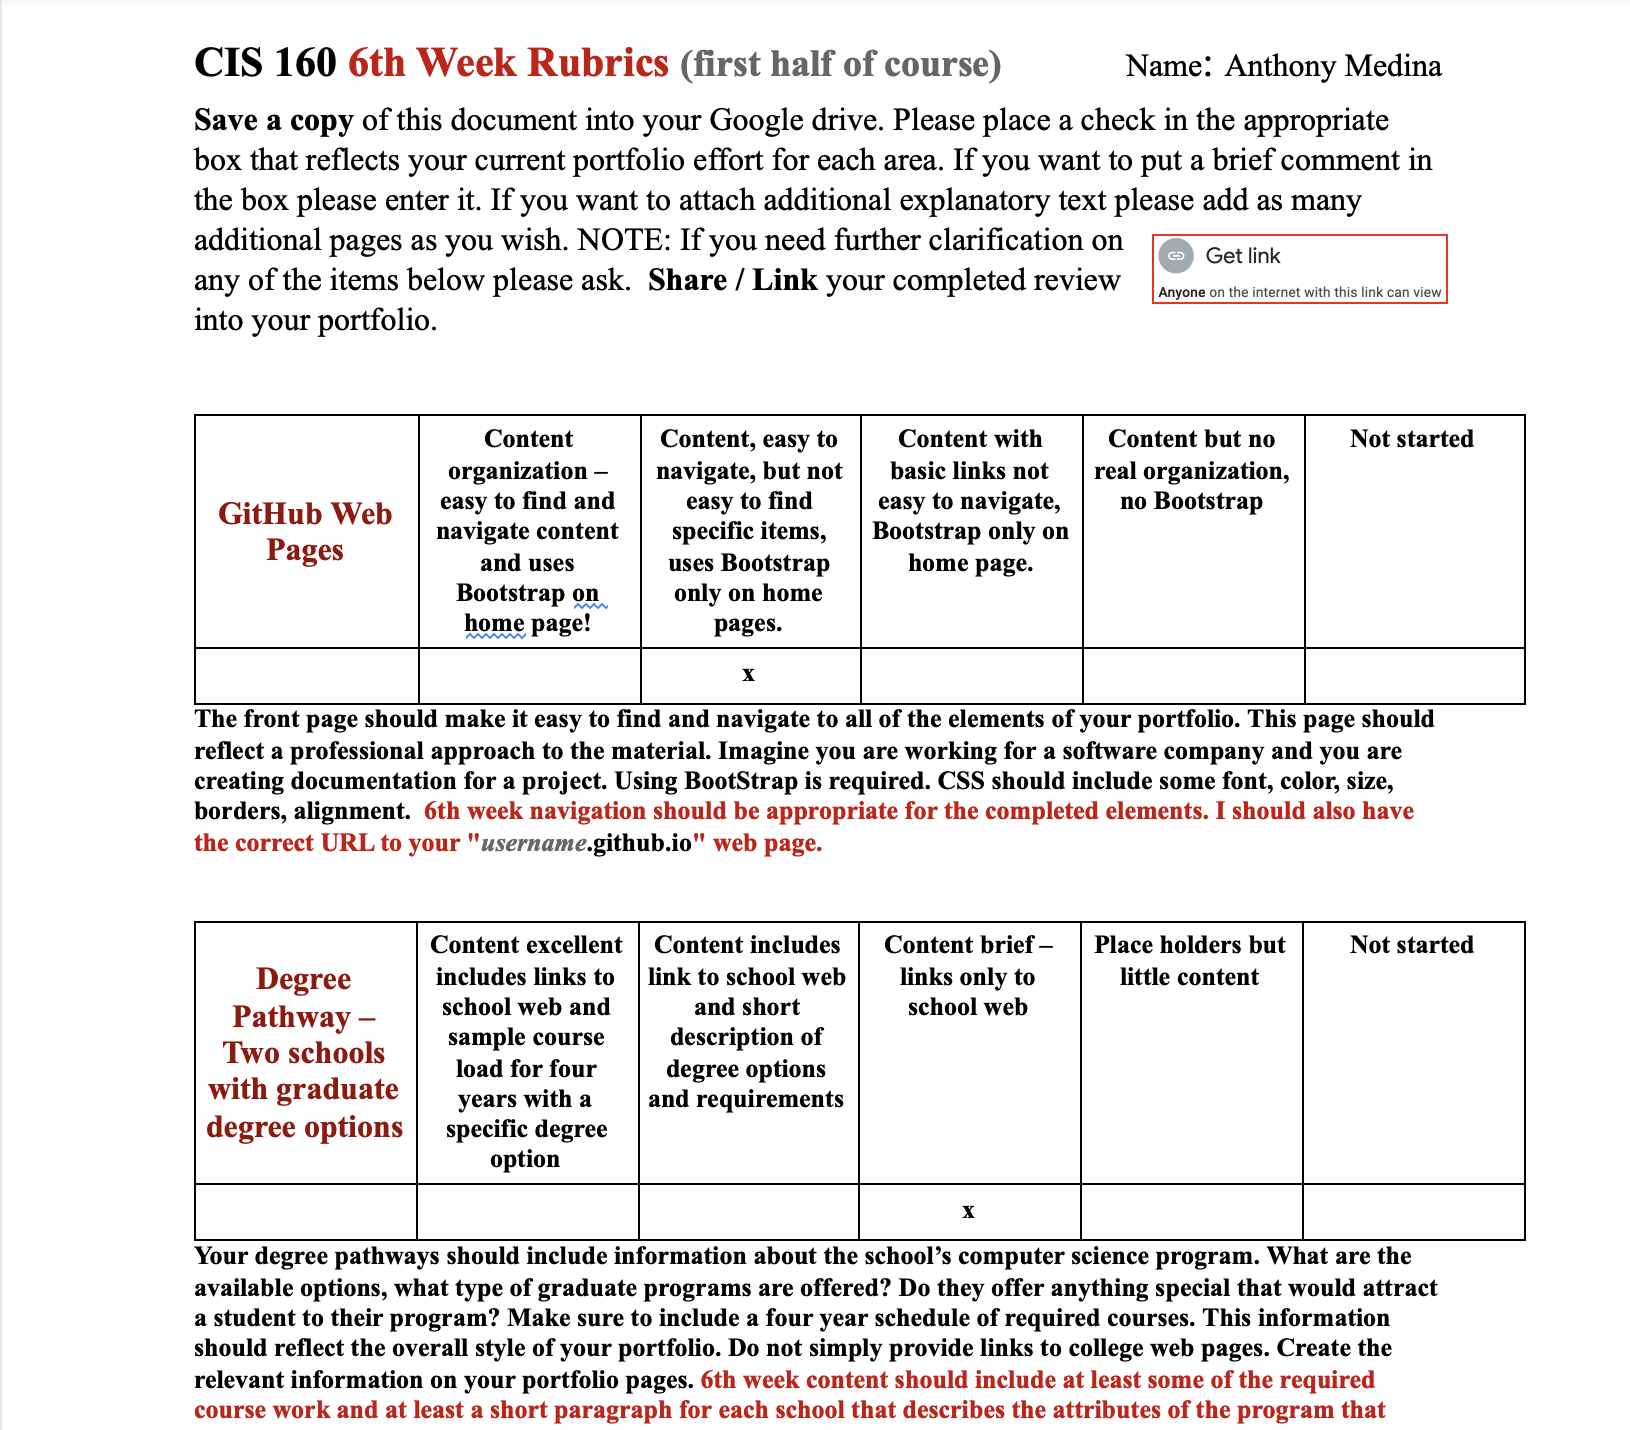 CIS 160 6th Week Rubrics (first half of course) Name: Anthony Medina
Save a copy of this document into your Google drive. Please place a check in the appropriate
box that reflects your current portfolio effort for each area. If you want to put a brief comment in
the box please enter it. If you want to attach additional explanatory text please add as many
additional pages as you wish. NOTE: If you need further clarification on
any of the items below please ask. Share / Link your completed review
into your portfolio.
Get link
Anyone on the internet with this link can view
GitHub Web
Pages
Content
organization –
easy to find and
navigate content
and uses
Bootstrap on
home page!
Content, easy to
navigate, but not
easy to find
specific items,
uses Bootstrap
only on home
pages.
Content with
basic links not
easy to navigate,
Bootstrap only on
home page.
Content but no
real organization,
no Bootstrap
Not started
x
The front page should make it easy to find and navigate to all of the elements of your portfolio. This page should
reflect a professional approach to the material. Imagine you are working for a software company and you are
creating documentation for a project. Using BootStrap is required. CSS should include some font, color, size,
borders, alignment. 6th week navigation should be appropriate for the completed elements. I should also have
the correct URL to your "username.github.io" web page.
Degree
Pathway –
Two schools
with graduate
degree options
Content excellent
includes links to
school web and
sample course
load for four
years with a
specific degree
option
Content includes
link to school web
and short
description of
degree options
and requirements
Content brief –
links only to
school web
Place holders but
little content
Not started
x
Your degree pathways should include information about the school’s computer science program. What are the
available options, what type of graduate programs are offered? Do they offer anything special that would attract
a student to their program? Make sure to include a four year schedule of required courses. This information
should reflect the overall style of your portfolio. Do not simply provide links to college web pages. Create the
relevant information on your portfolio pages. 6th week content should include at least some of the required
course work and at least a short paragraph for each school that describes the attributes of the program that